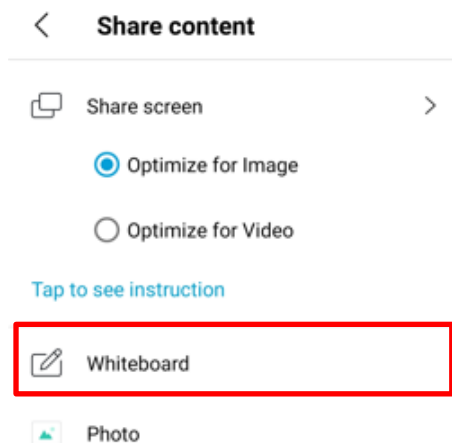 Share content
Share screen
Optimize for Image
Optimize for Video
Tap to see instruction
Whiteboard
Photo